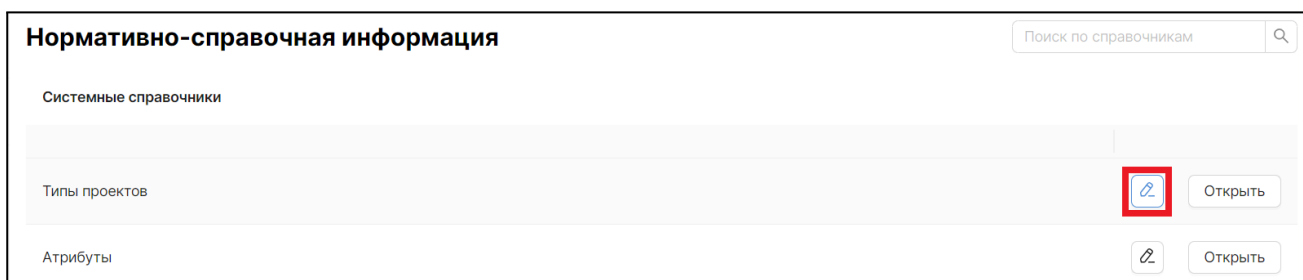 Нормативно-справочная информация
Поиск по справочникам
Системные справочники
Типы проектов
Открыть
Атрибуты
Открыть